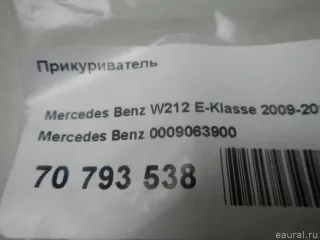 Прикуриватель
Mercedes Benz W212 E-Klasse 2009-20
Mercedes Benz 0009063900
70 793 538
eaural.ru